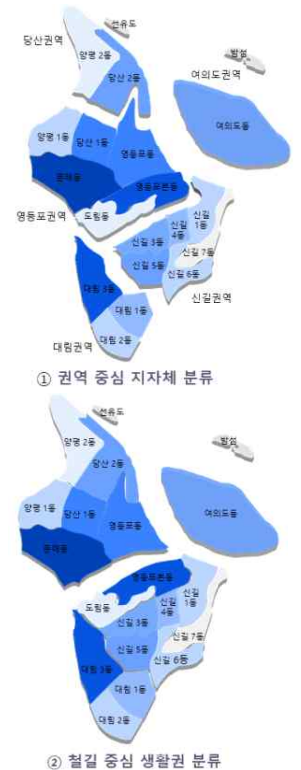 선유도
당산권역
양평 2동
밤섬
당산 2동
여의도권역
여의도동
양평 1동
당산 1동
영등포동
문래동
영등포본동
도림동
영등포권역
신길 1동
신길 4동
신길 3동
신길 7동
신길 5동
신길 6동
신길권역
대림 3동
대림 1동
대림 2동
대림권역
① 권역 중심 지자체 분류
선유도
양평 2동
밤섬
당산 2동
양평 1동
당산 1동
영등포동
여의도동
문래동
영등포본동
도림동
신길 1동
신길 4동
신길 3동
신길 7동
신길 5동
신길 6동
대림 3동
대림 1동
대림 2동
② 철길 중심 생활권 분류